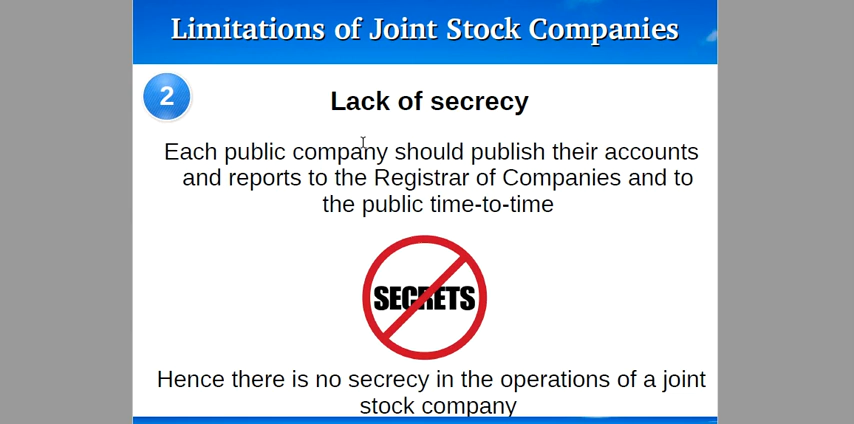 Limitations of Joint Stock Companies
2
Lack of secrecy
Each public company should publish their accounts
and reports to the Registrar of Companies and to
the public time-to-time
SECRETS
Hence there is no secrecy in the operations of a joint
stock company